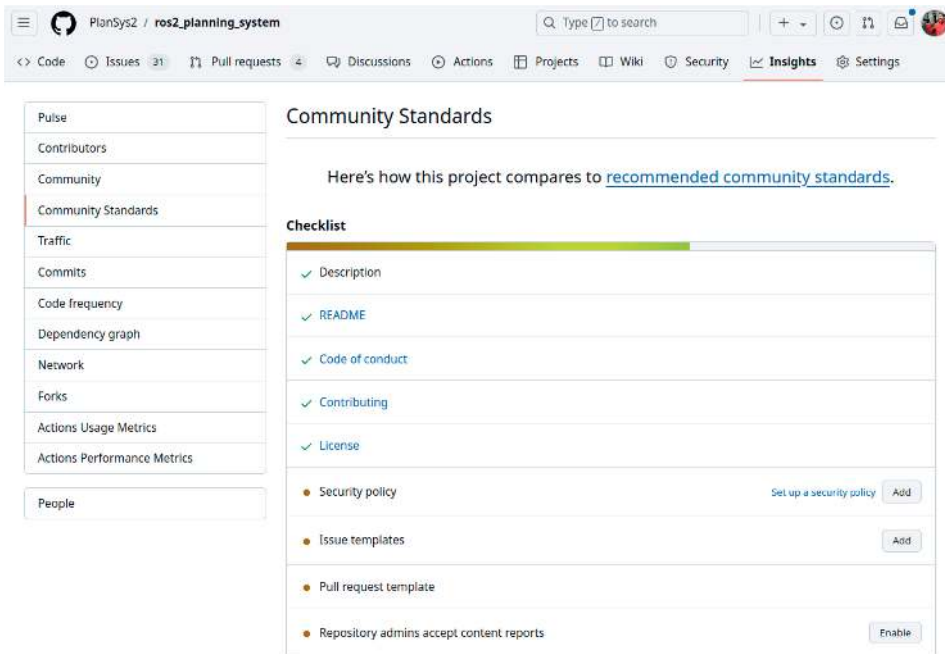 PlanSys2 / ros2_planning_system
Type / to search
Code
Issues 31
Pull requests 4
Discussions
Actions
Projects
Wiki
Security
Insights
Settings
Pulse
Contributors
Community
Community Standards
Traffic
Commits
Code frequency
Dependency graph
Network
Forks
Actions Usage Metrics
Actions Performance Metrics
People
Community Standards
Here's how this project compares to recommended community standards.
Checklist
Description
README
Code of conduct
Contributing
License
Security policy
Set up a security policy
Add
Issue templates
Add
Pull request template
Repository admins accept content reports
Enable